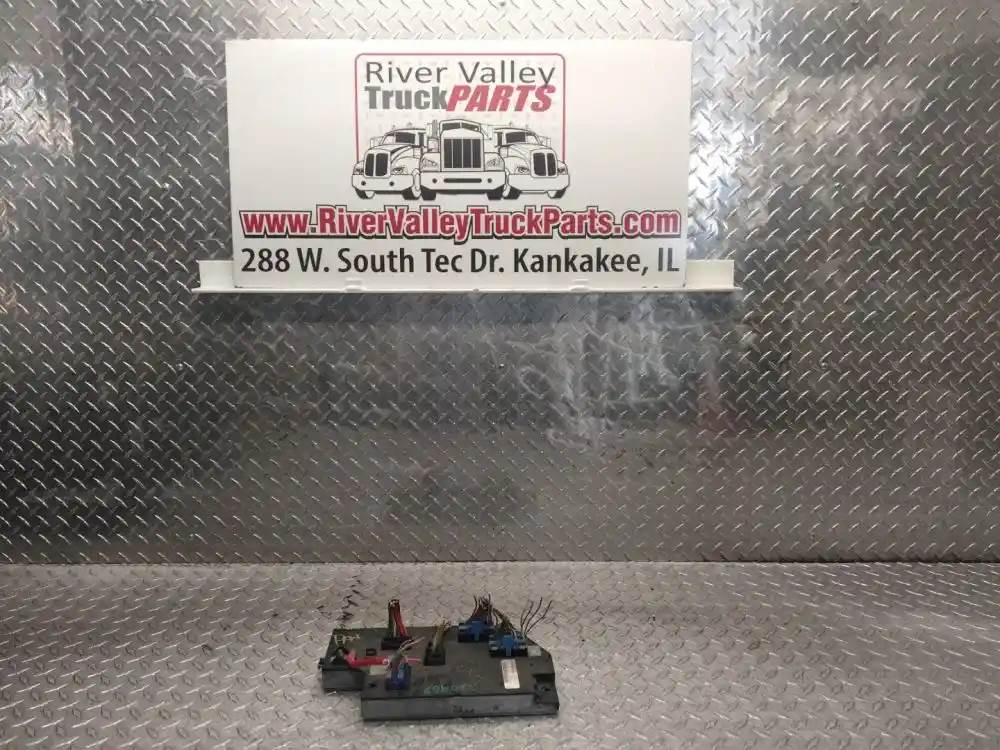 River Valley
TruckPARTS
www.RiverValleyTruckParts.com
288 W. South Tec Dr. Kankakee, IL